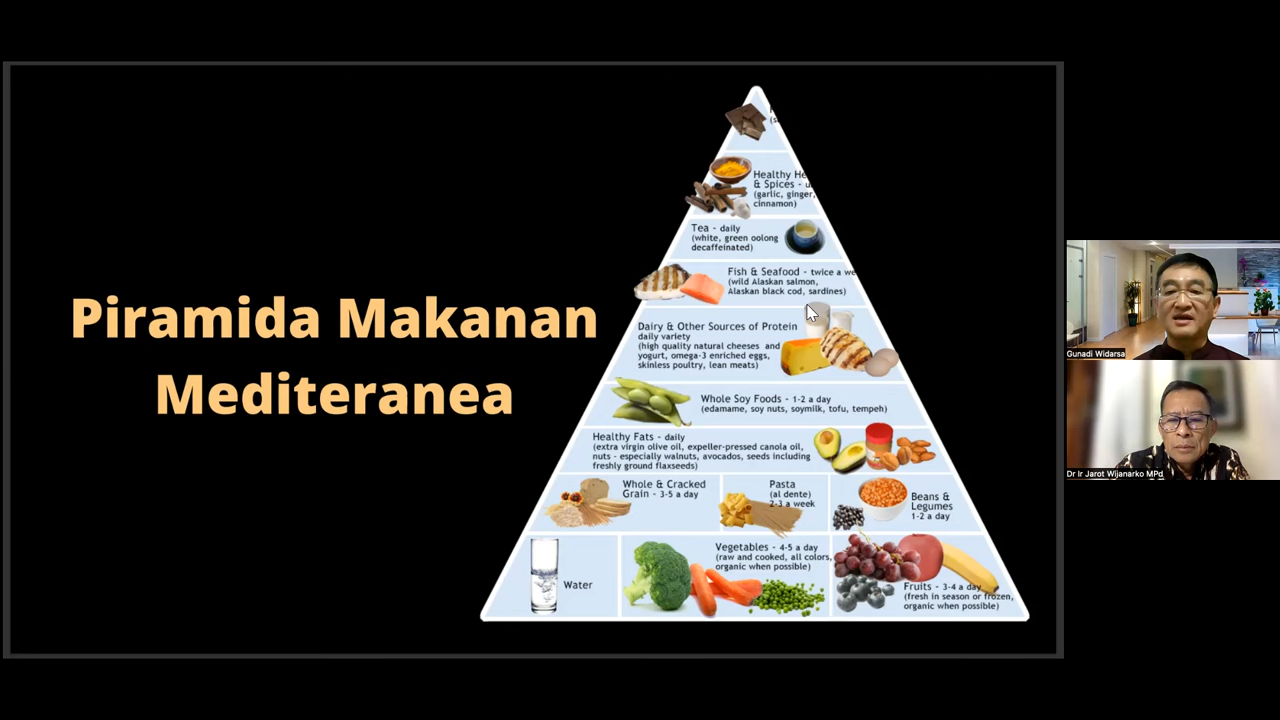 Piramida Makanan
Mediteranea
Healthy He
& Spices -
(garlic, ginger,
cinnamon)
Tea - daily
(white, green oolong
decaffeinated)
Fish & Seafood - twice a we
(wild Alaskan salmon,
Alaskan black cod, sardines)
Dairy & Other Sources of Protein
daily variety
(high quality natural cheeses and
yogurt, omega-3 enriched eggs,
skinless poultry, lean meats)
Whole Soy Foods - 1-2 a day
(edamame, soy nuts, soymilk, tofu, tempeh)
Healthy Fats - daily
(extra virgin olive oil, expeller-pressed canola oil,
nuts - especially walnuts, avocados, seeds including
freshly ground flaxseeds)
Whole & Cracked
Grain - 3-5 a day
Pasta
(al dente)
2-3 a week
Beans &
Legumes
1-2 a day
Water
Vegetables - 4-5 a day
(raw and cooked, all colors,
organic when possible)
Fruits - 3-4 a day
(fresh in season or frozen,
organic when possible)
Gunadi Widarsa
Dr Ir Jarot Wijanarko MPd